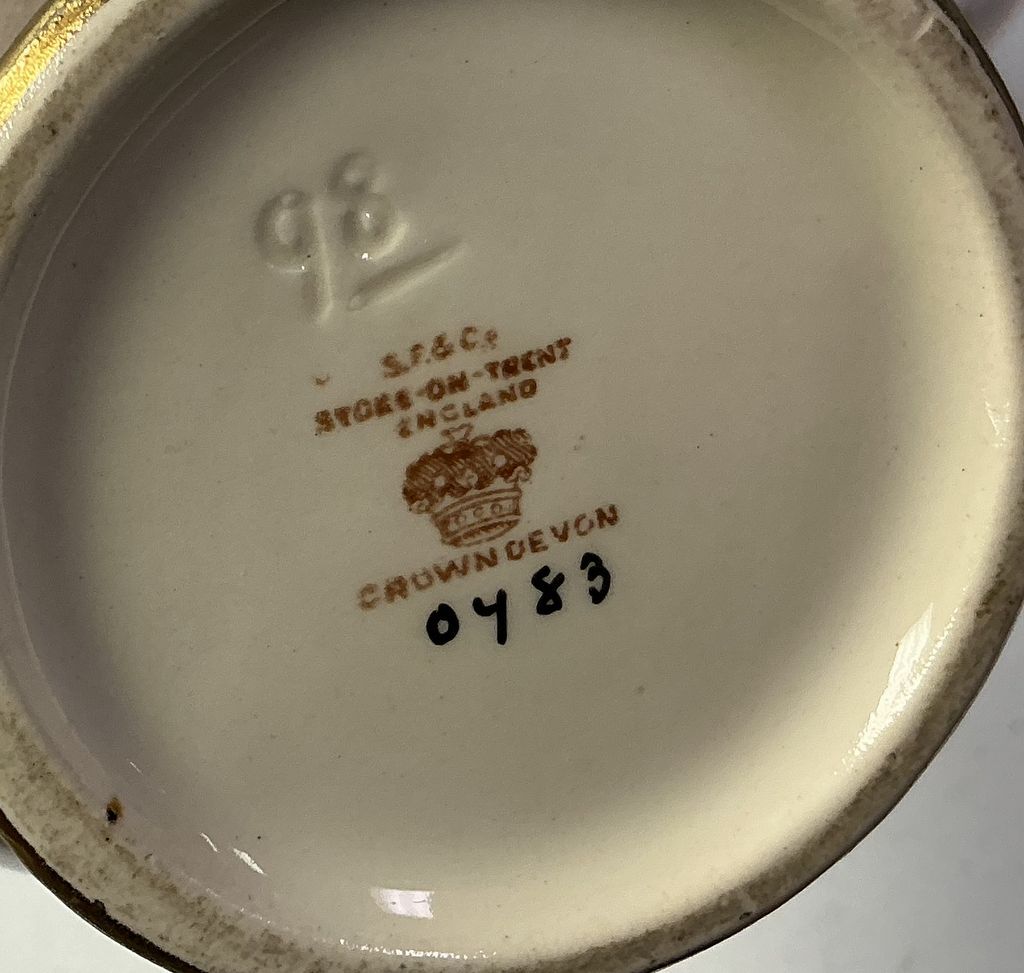 98
S.F. & Co
STOKE-ON-TRENT
ENGLAND
CROWN DEVON
0483